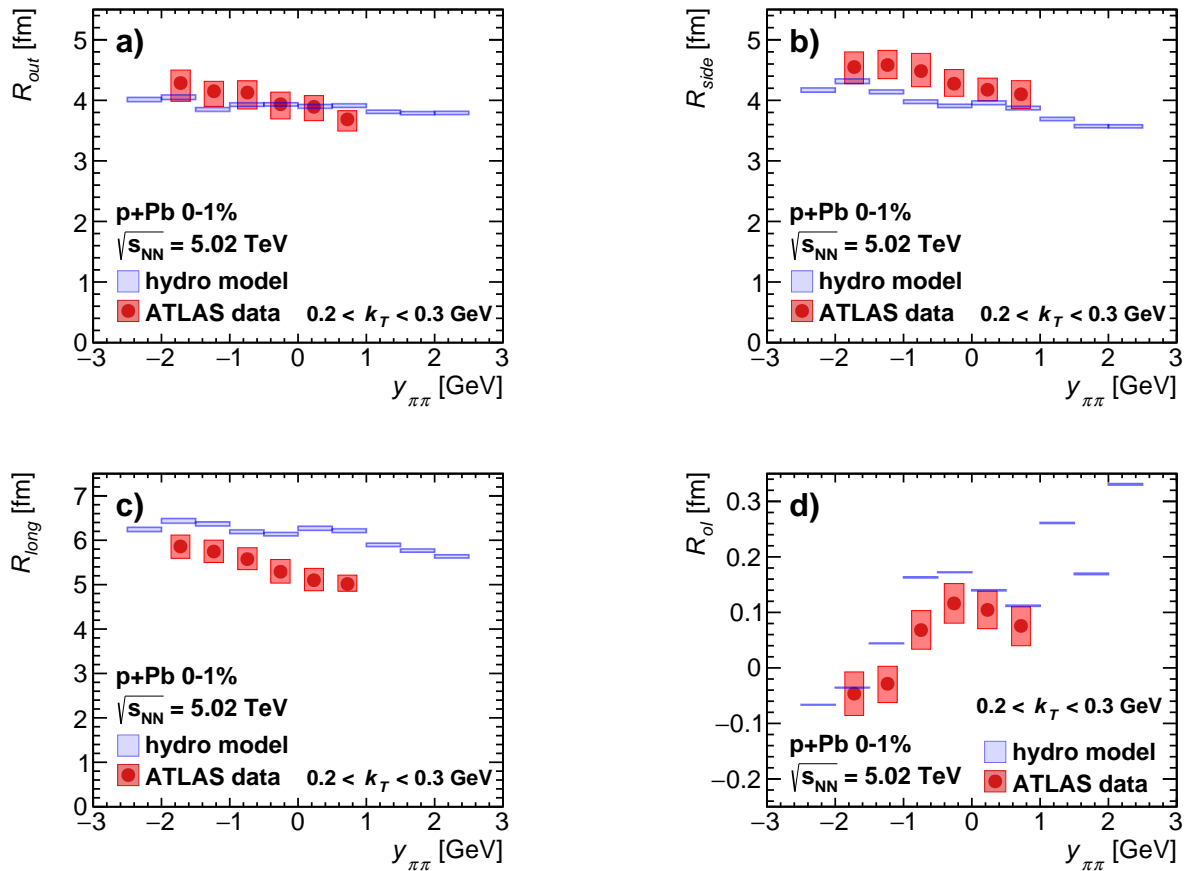 a)
R_out [fm]
5
4
3
2
1
0
p+Pb 0-1%
√s_NN = 5.02 TeV
hydro model
ATLAS data 0.2 < k_T < 0.3 GeV
−3 −2 −1 0 1 2 3
y_ππ [GeV]
b)
R_side [fm]
5
4
3
2
1
0
p+Pb 0-1%
√s_NN = 5.02 TeV
hydro model
ATLAS data 0.2 < k_T < 0.3 GeV
−3 −2 −1 0 1 2 3
y_ππ [GeV]
c)
R_long [fm]
7
6
5
4
3
2
1
0
p+Pb 0-1%
√s_NN = 5.02 TeV
hydro model
ATLAS data 0.2 < k_T < 0.3 GeV
−3 −2 −1 0 1 2 3
y_ππ [GeV]
d)
R_ol [fm]
0.3
0.2
0.1
0
−0.1
−0.2
0.2 < k_T < 0.3 GeV
p+Pb 0-1%
√s_NN = 5.02 TeV
hydro model
ATLAS data
−3 −2 −1 0 1 2 3
y_ππ [GeV]